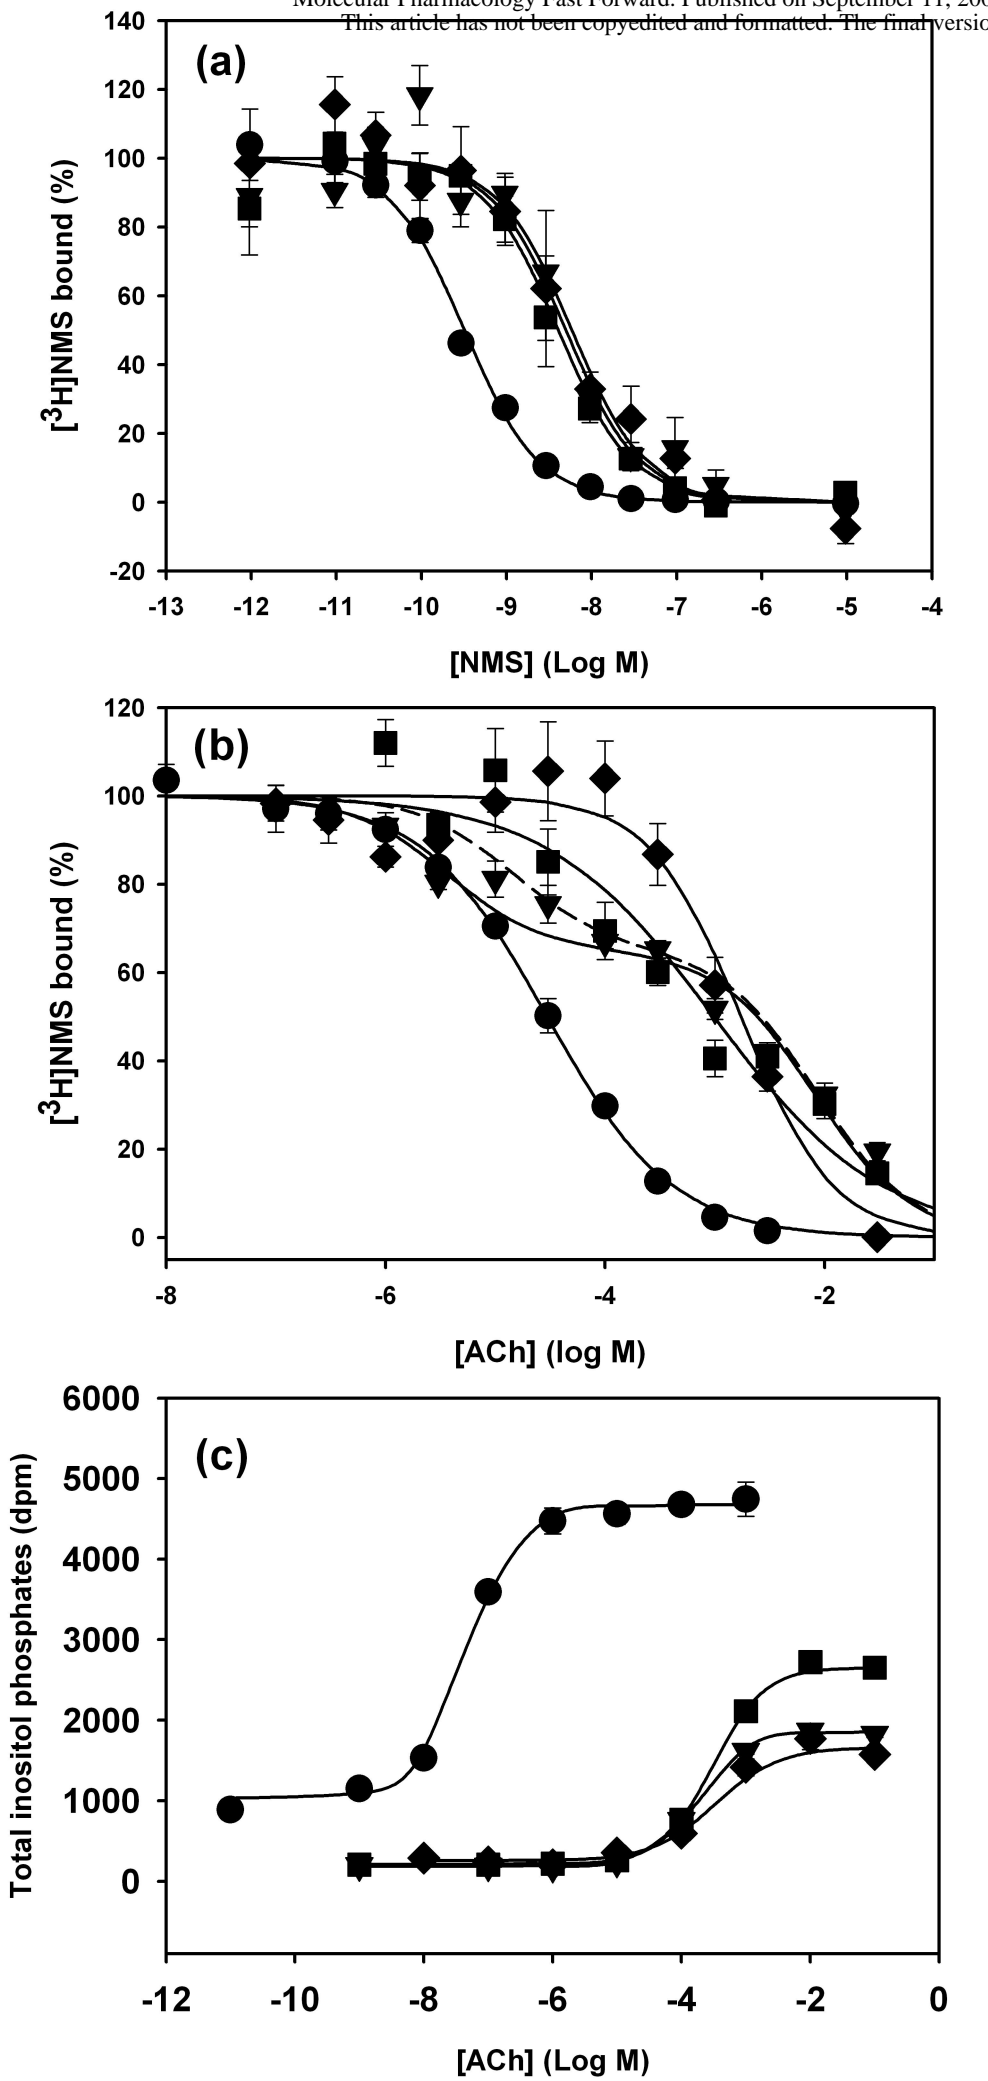 Molecular Pharmacology Fast Forward. Published on September 11, 200
This article has not been copyedited and formatted. The final versio
(a)
[3H]NMS bound (%)
140
120
100
80
60
40
20
0
-20
-13 -12 -11 -10 -9 -8 -7 -6 -5 -4
[NMS] (Log M)
(b)
[3H]NMS bound (%)
120
100
80
60
40
20
0
-8 -6 -4 -2
[ACh] (log M)
(c)
Total inositol phosphates (dpm)
6000
5000
4000
3000
2000
1000
0
-12 -10 -8 -6 -4 -2 0
[ACh] (Log M)